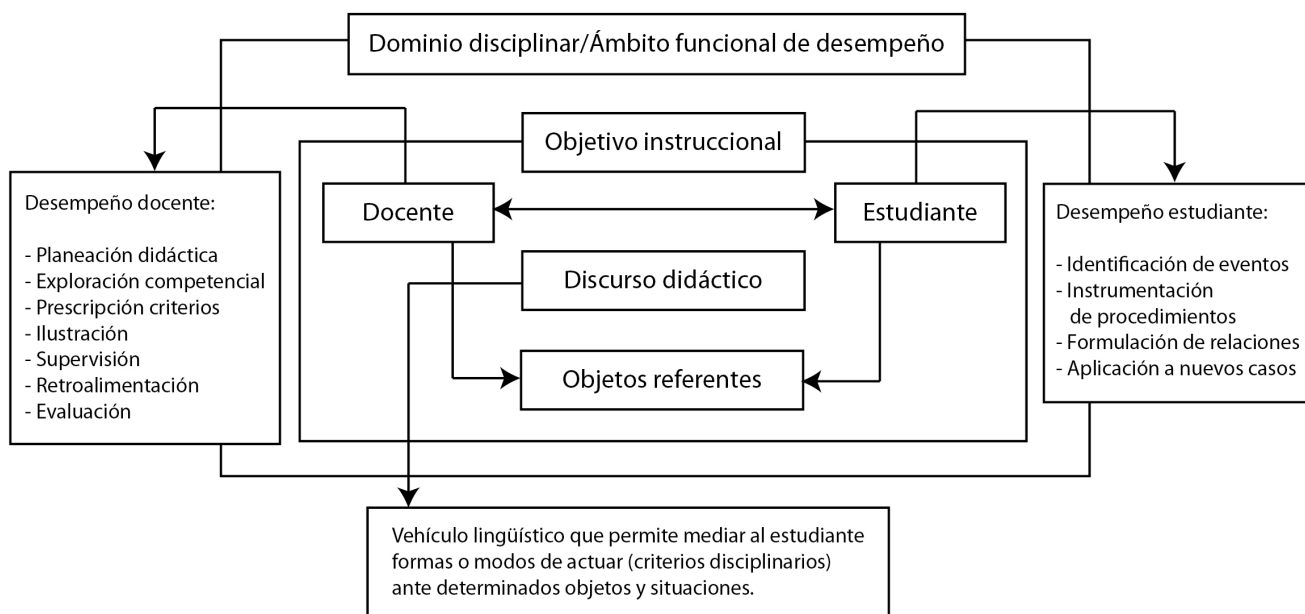 Dominio disciplinar/Ámbito funcional de desempeño
Objetivo instruccional
Docente
Estudiante
Discurso didáctico
Objetos referentes
Desempeño docente:
- Planeación didáctica
- Exploración competencial
- Prescripción criterios
- Ilustración
- Supervisión
- Retroalimentación
- Evaluación
Desempeño estudiante:
- Identificación de eventos
- Instrumentación
de procedimientos
- Formulación de relaciones
- Aplicación a nuevos casos
Vehículo lingüístico que permite mediar al estudiante
formas o modos de actuar (criterios disciplinarios)
ante determinados objetos y situaciones.